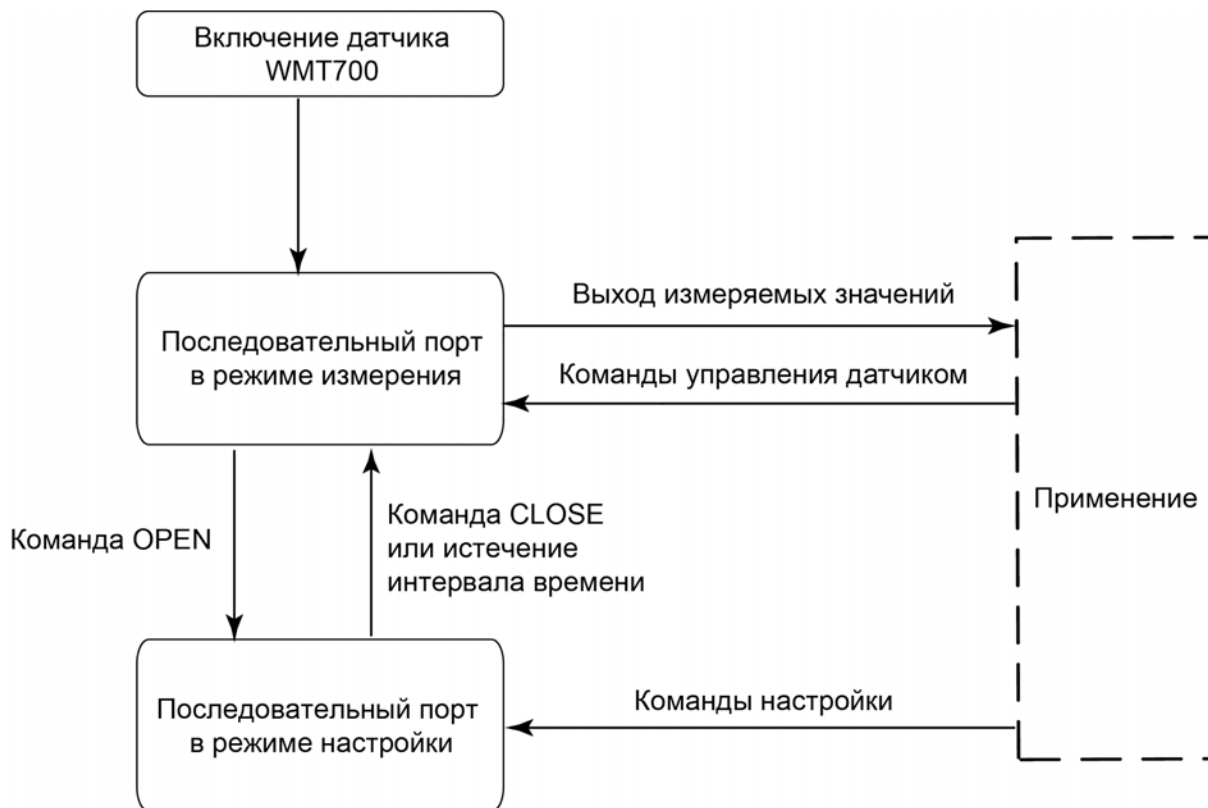 Включение датчика
WMT700
Выход измеряемых значений
Последовательный порт
в режиме измерения
Команды управления датчиком
Применение
Команда OPEN
Команда CLOSE
или истечение
интервала времени
Команды настройки
Последовательный порт
в режиме настройки